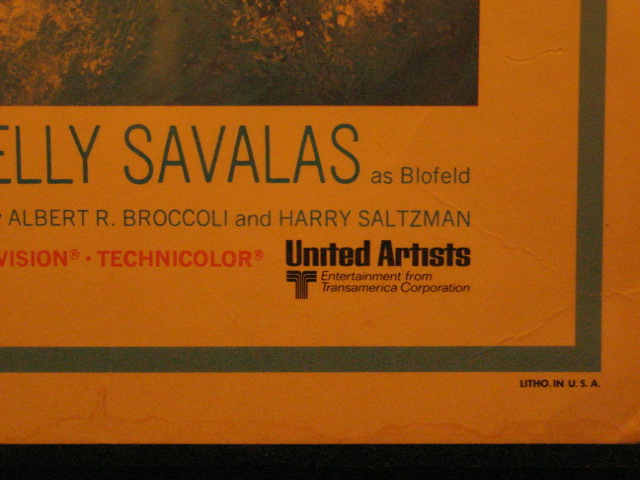 ELLY SAVALAS as Blofeld
ALBERT R. BROCCOLI and HARRY SALTZMAN
VISION® · TECHNICOLOR®
United Artists
Entertainment from
Transamerica Corporation
LITHO. IN U. S. A.